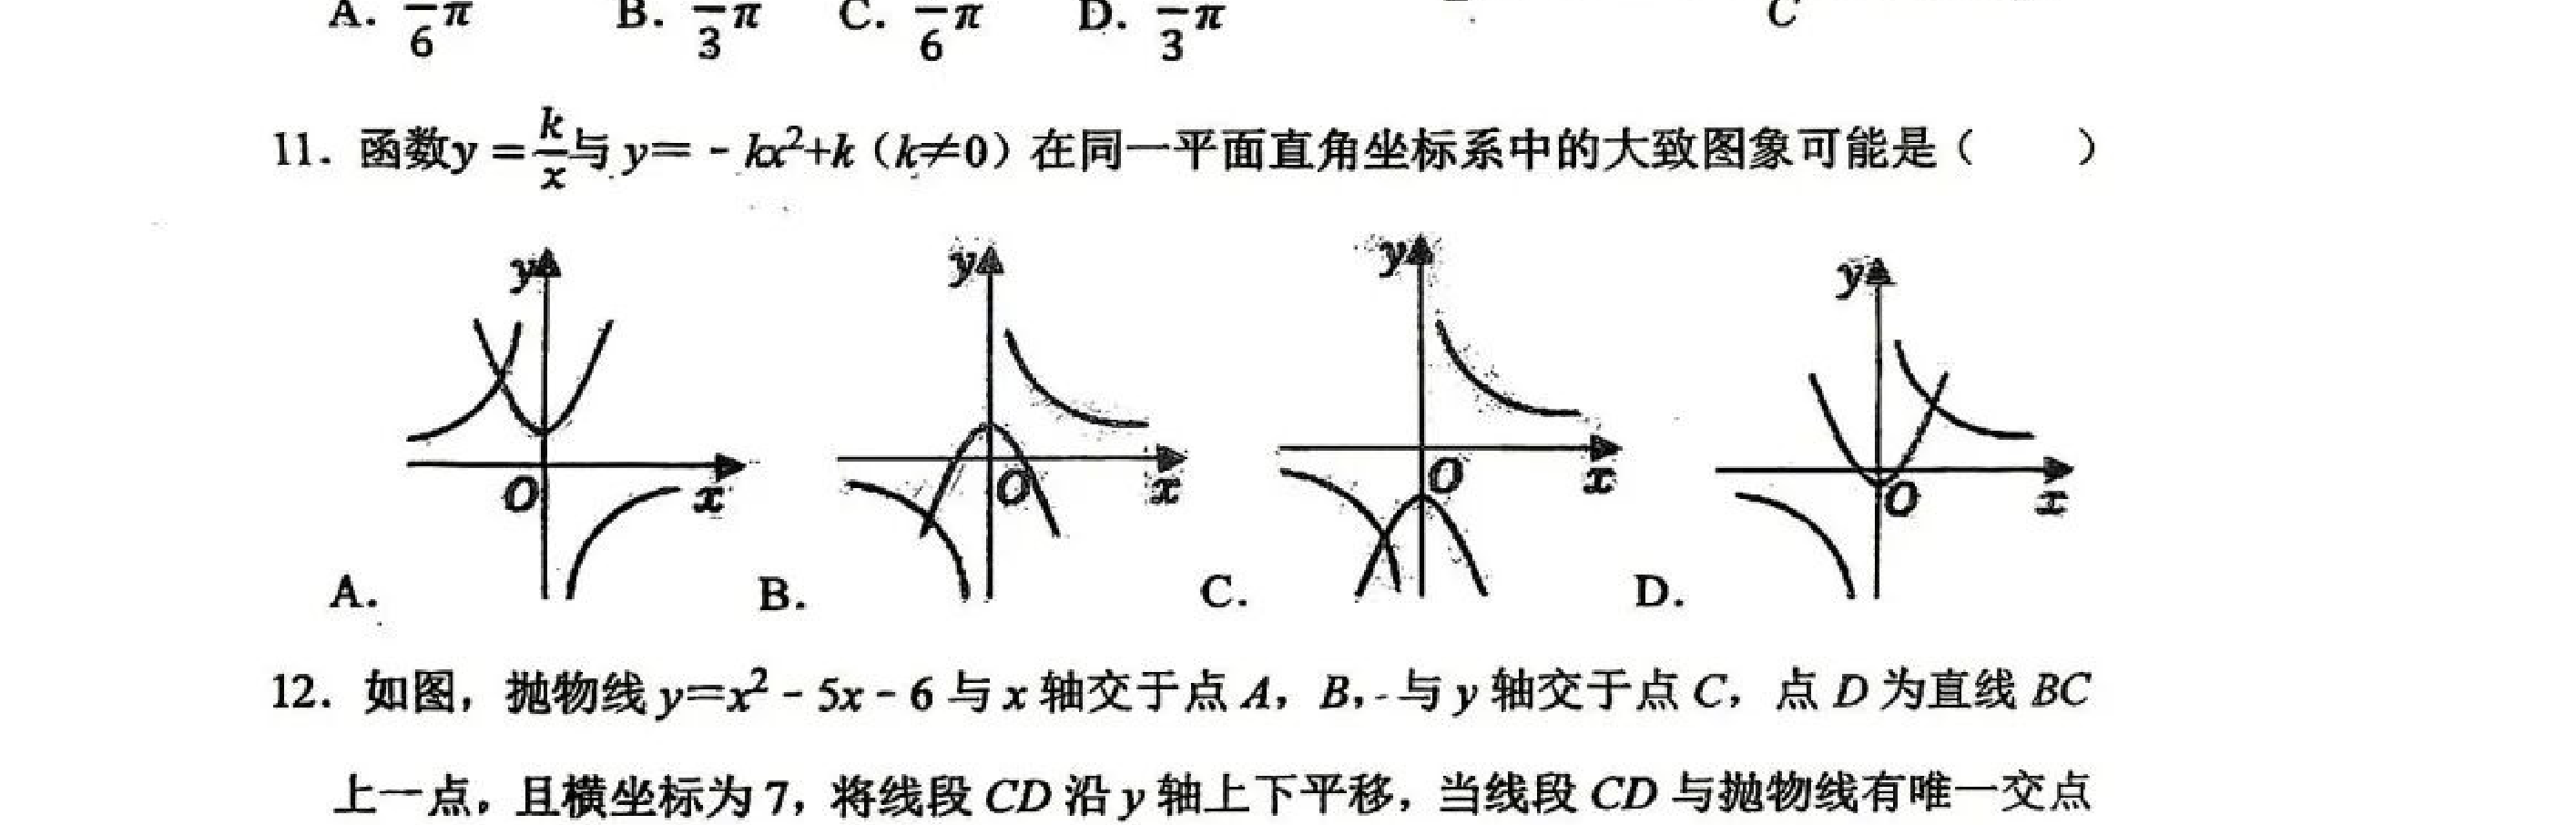 A. —/6 π B. —/3 π C. —/6 π D. —/3 π C
11. 函数y = k/x 与 y= - kx²+k (k≠0) 在同一平面直角坐标系中的大致图象可能是 ( )
y y y y
O x O x O x O x
A. B. C. D.
12. 如图, 抛物线 y=x² - 5x - 6 与 x 轴交于点 A, B, 与 y 轴交于点 C, 点 D 为直线 BC
上一点, 且横坐标为 7, 将线段 CD 沿 y 轴上下平移, 当线段 CD 与抛物线有唯一交点